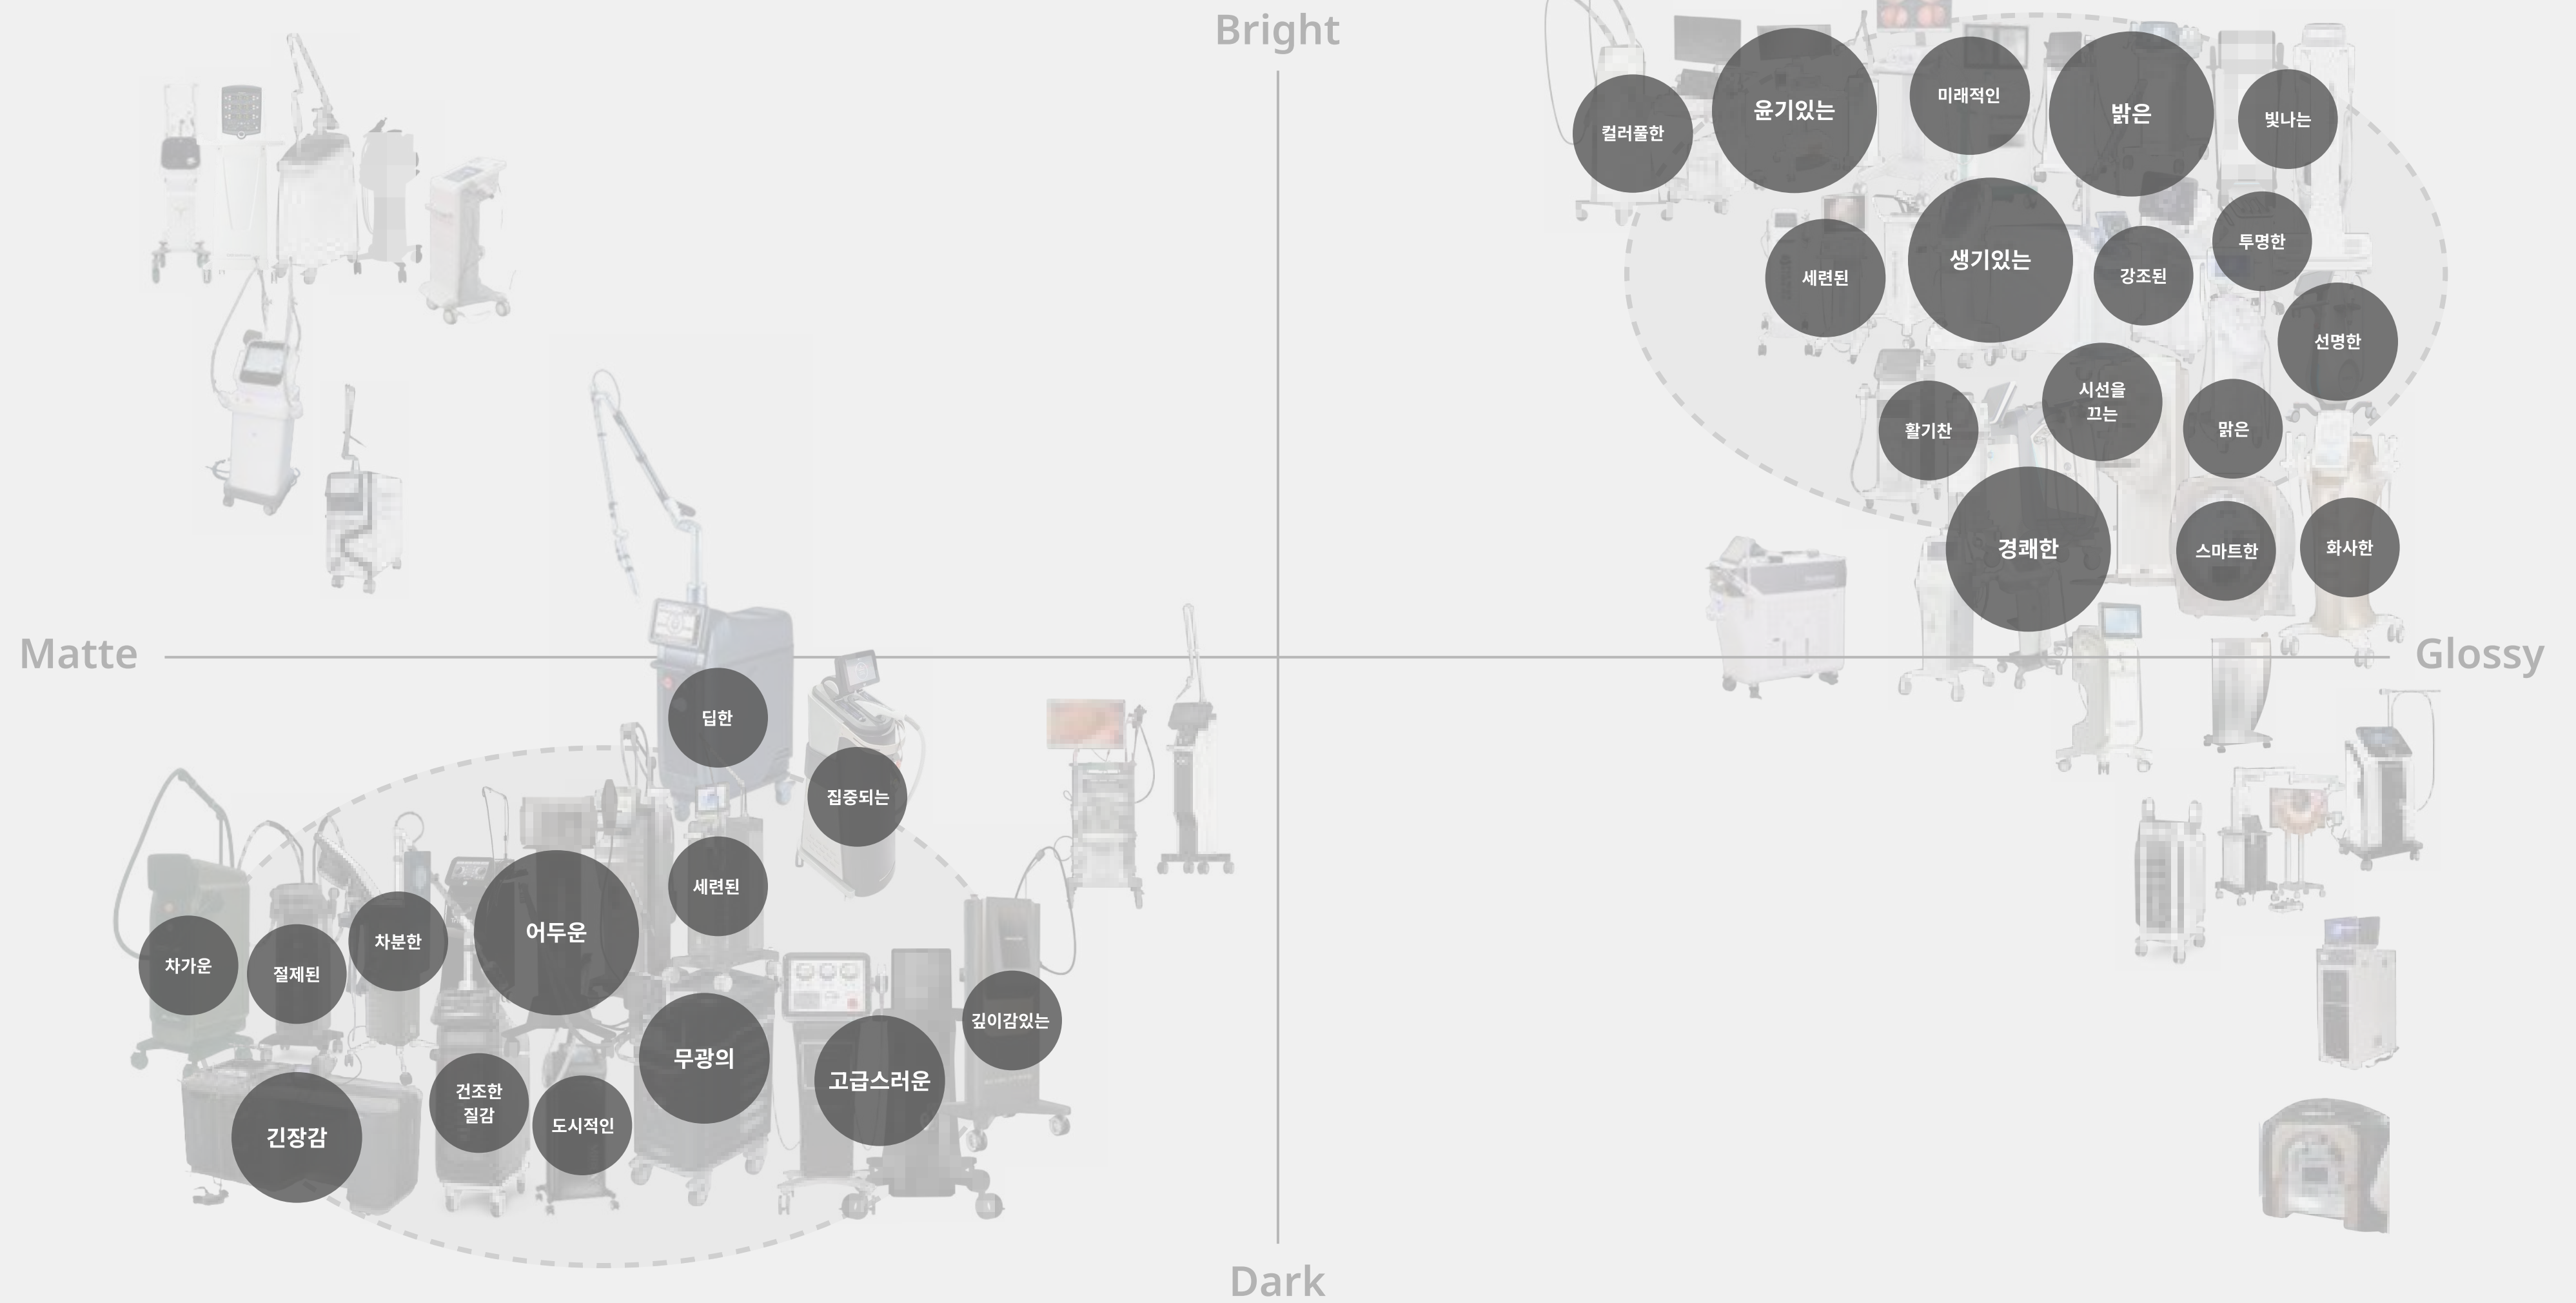 Bright
컬러풀한
윤기있는
미래적인
밝은
빛나는
세련된
생기있는
강조된
투명한
선명한
활기찬
시선을
끄는
맑은
경쾌한
스마트한
화사한
Matte
Glossy
딥한
집중되는
세련된
어두운
차분한
차가운
절제된
깊이감있는
무광의
고급스러운
건조한
질감
도시적인
긴장감
Dark